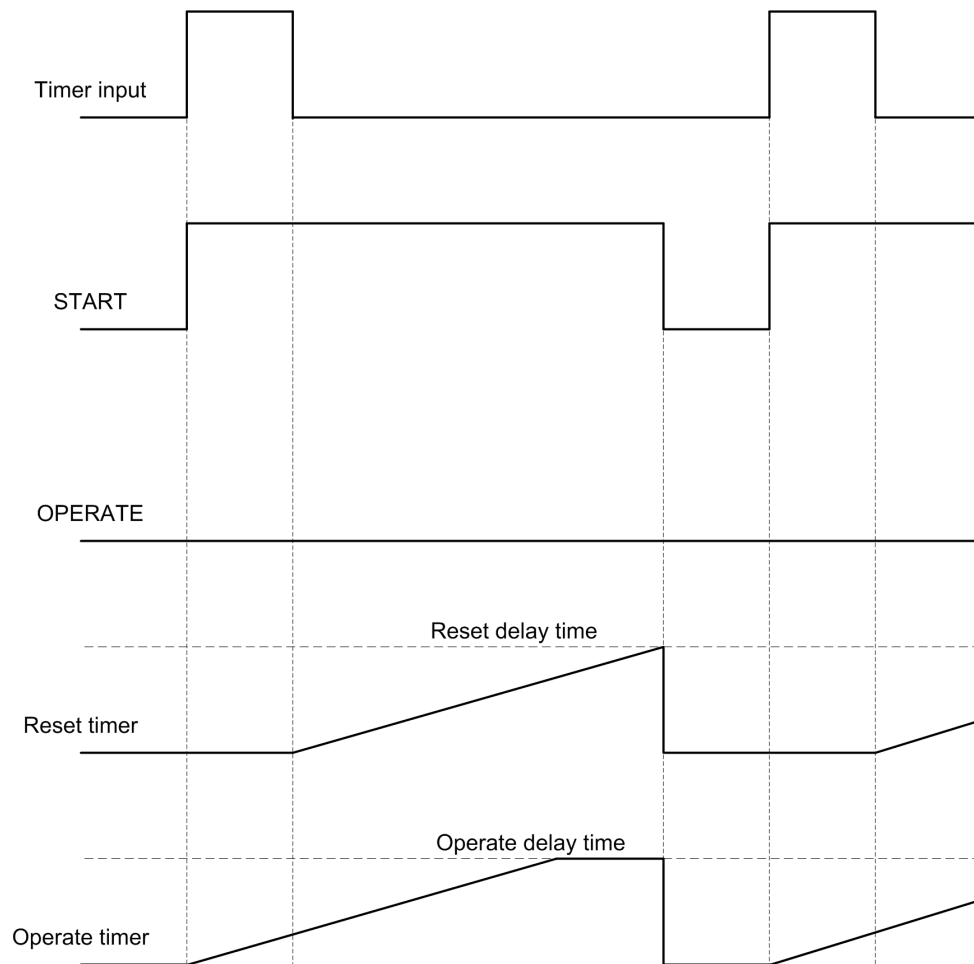 Timer input
START
OPERATE
Reset delay time
Reset timer
Operate delay time
Operate timer